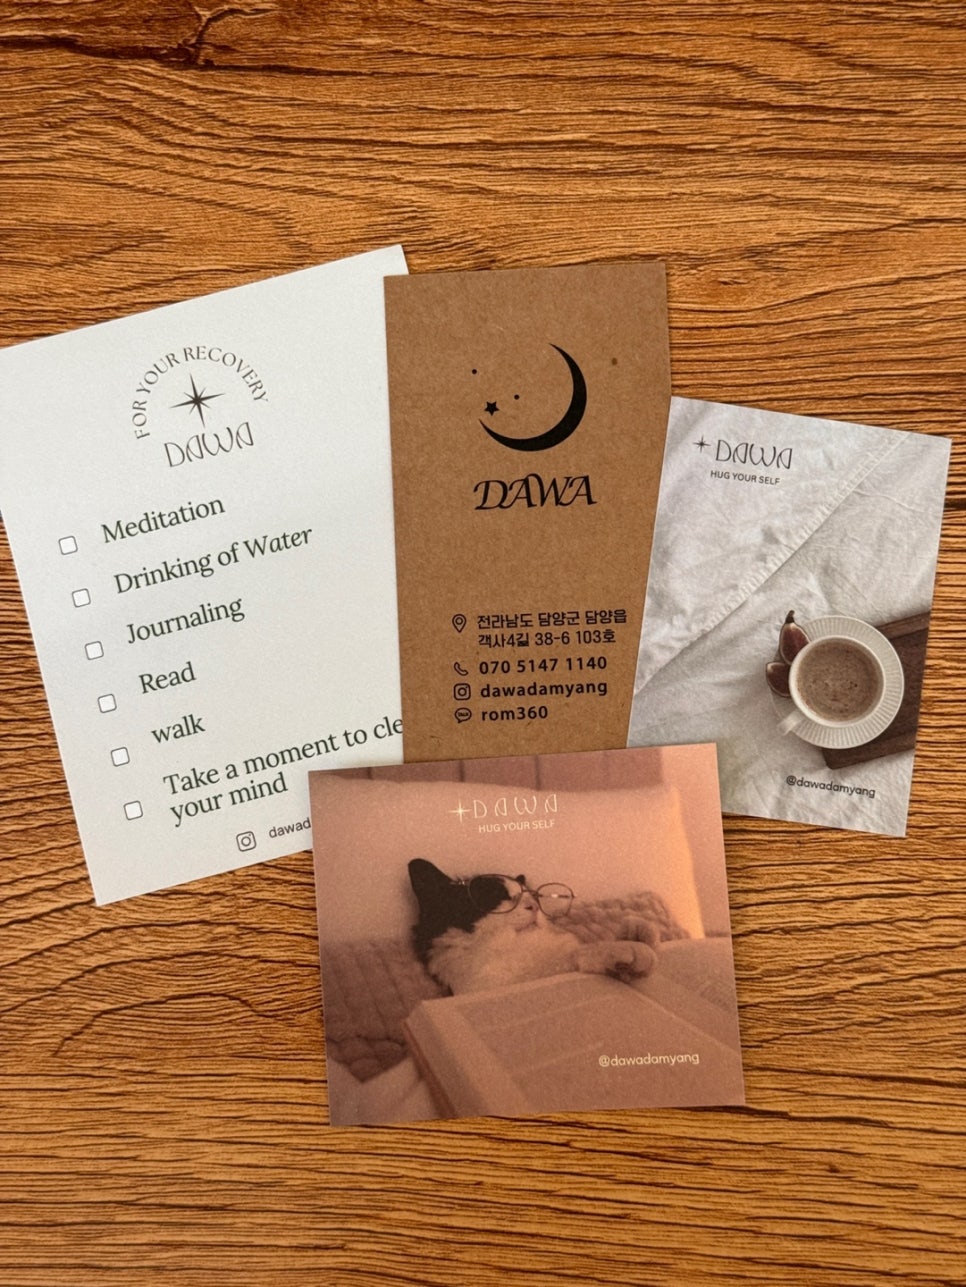 FOR YOUR RECOVERY
DAWA
Meditation
Drinking of Water
Journaling
Read
walk
Take a moment to cle
your mind
dawad
DAWA
전라남도 담양군 담양읍
객사4길 38-6 103호
070 5147 1140
dawadamyang
TALK
rom360
DAWA
HUG YOUR SELF
@dawadamyang
DAWA
HUG YOUR SELF
@dawadamyang